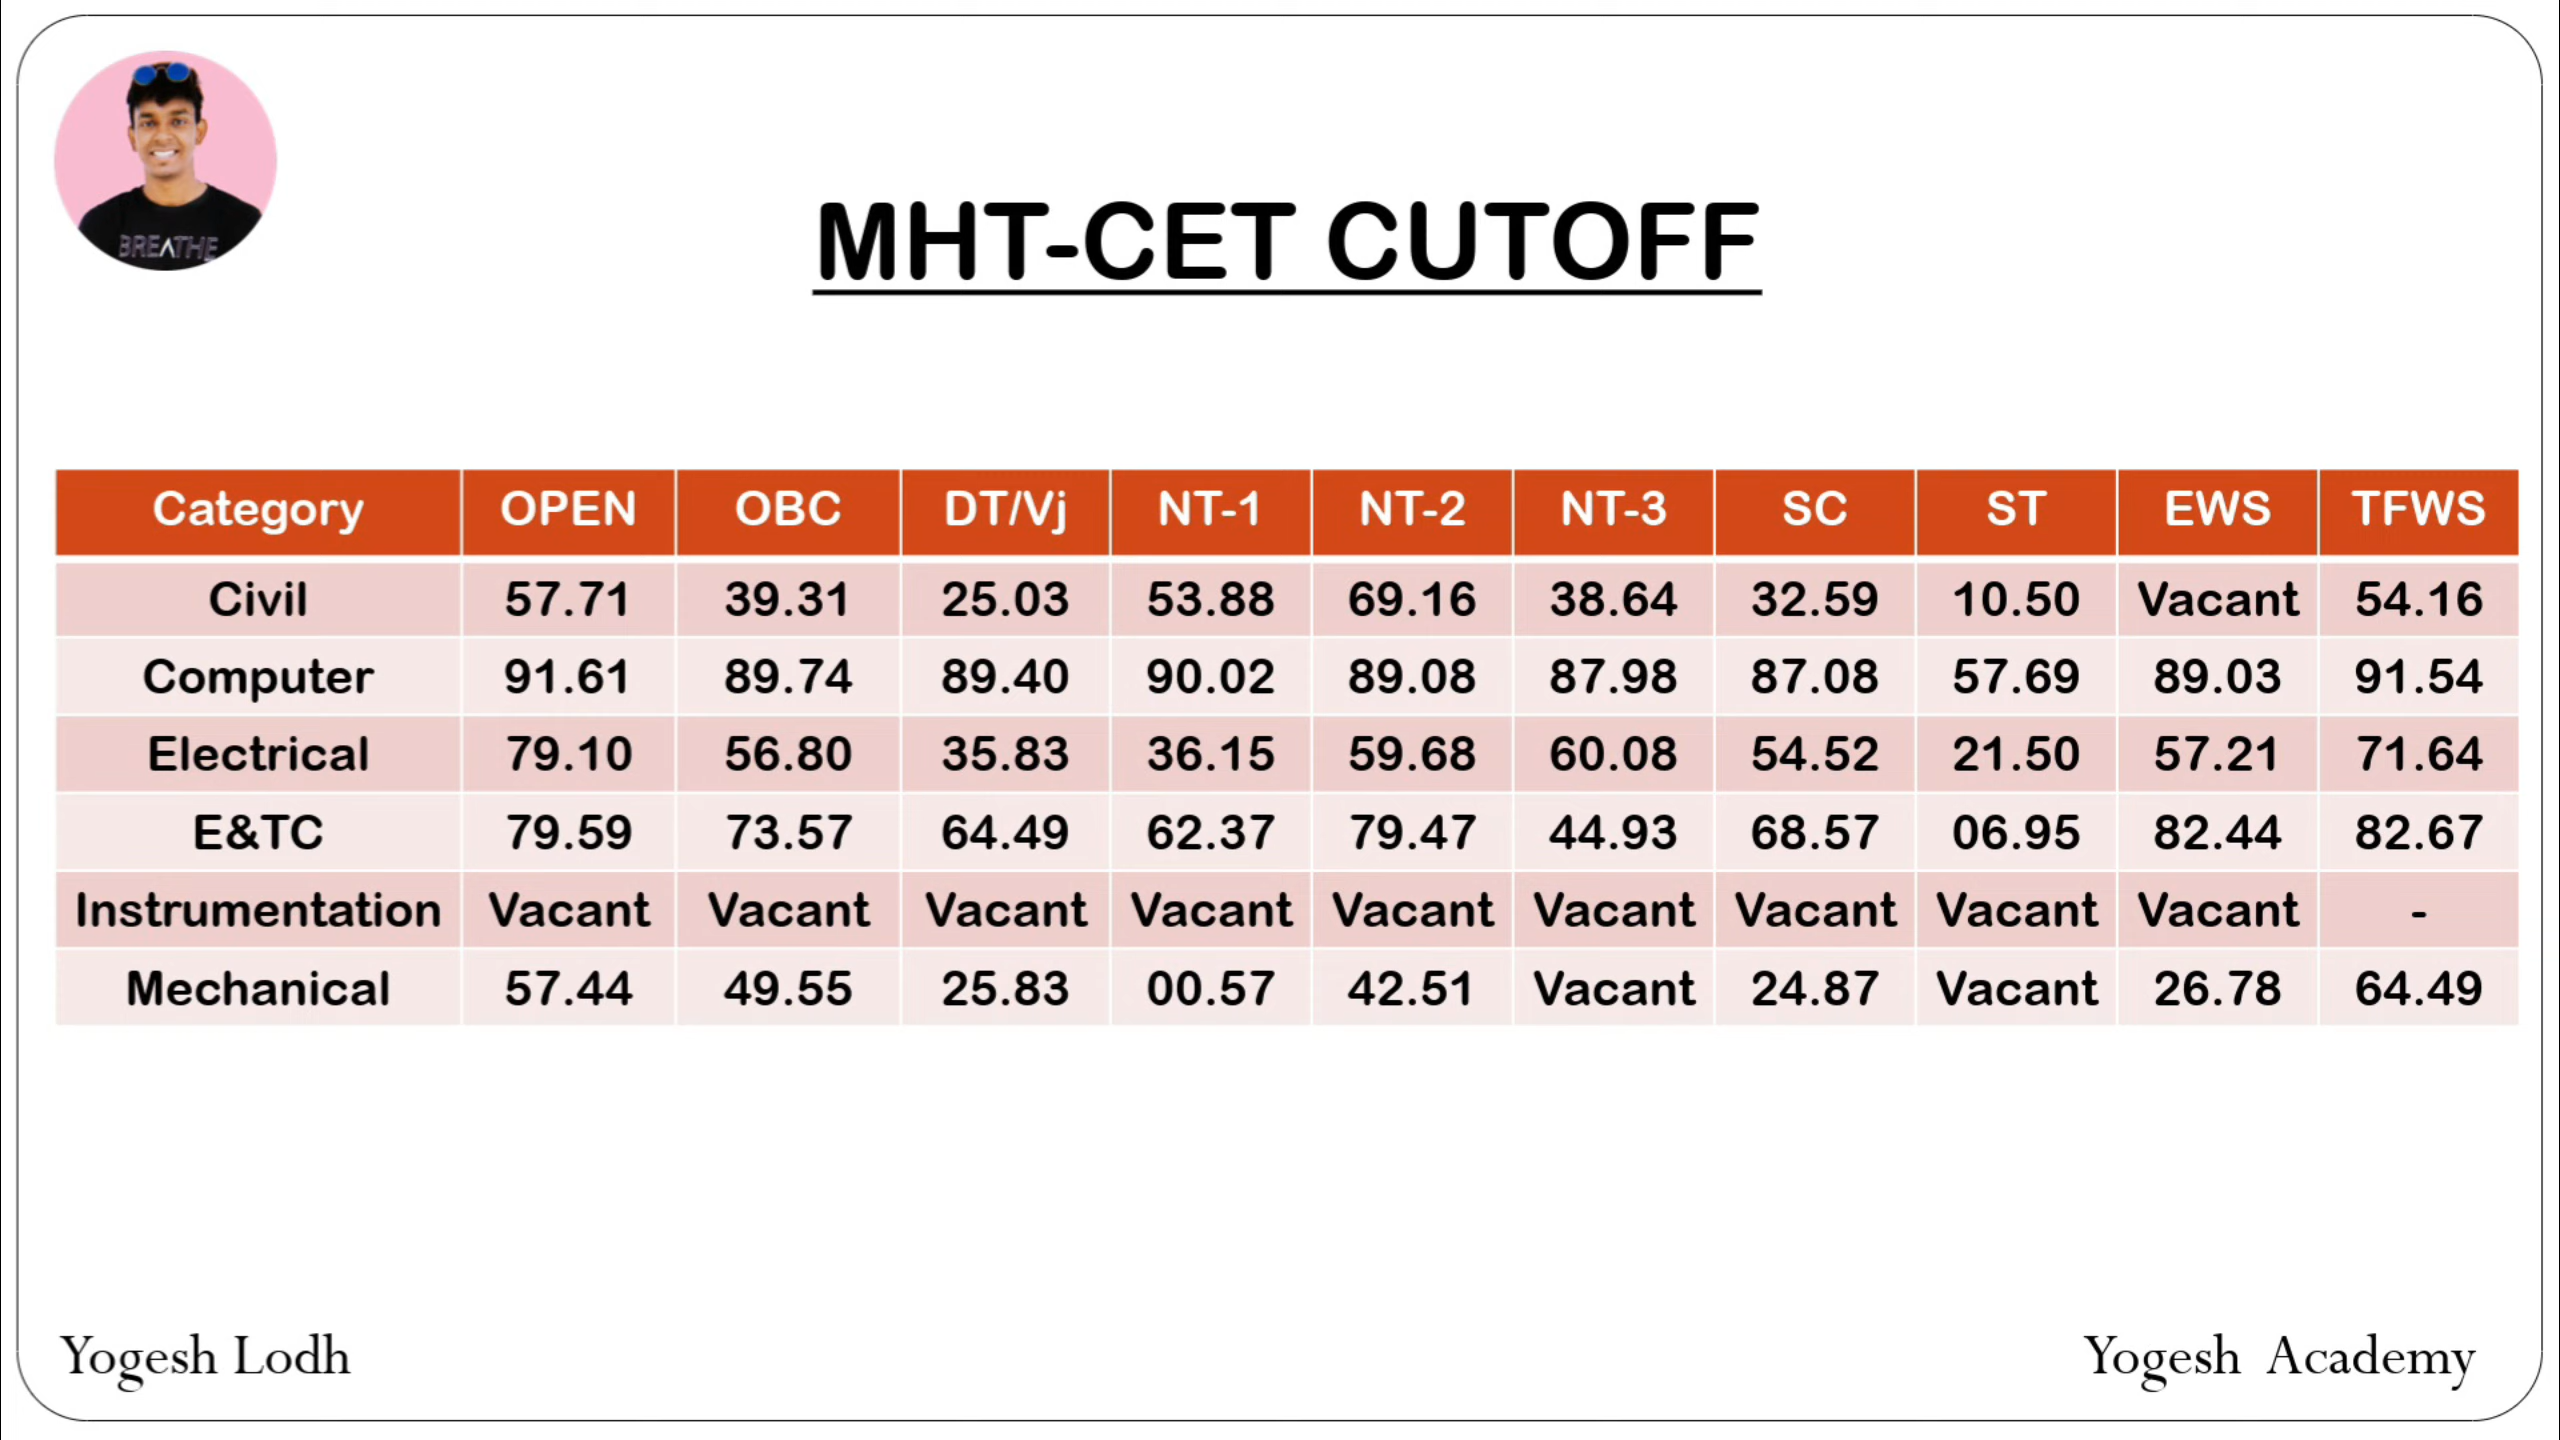 BREATHE
MHT-CET CUTOFF
Category OPEN OBC DT/Vj NT-1 NT-2 NT-3 SC ST EWS TFWS
Civil 57.71 39.31 25.03 53.88 69.16 38.64 32.59 10.50 Vacant 54.16
Computer 91.61 89.74 89.40 90.02 89.08 87.98 87.08 57.69 89.03 91.54
Electrical 79.10 56.80 35.83 36.15 59.68 60.08 54.52 21.50 57.21 71.64
E&TC 79.59 73.57 64.49 62.37 79.47 44.93 68.57 06.95 82.44 82.67
Instrumentation Vacant Vacant Vacant Vacant Vacant Vacant Vacant Vacant Vacant -
Mechanical 57.44 49.55 25.83 00.57 42.51 Vacant 24.87 Vacant 26.78 64.49
Yogesh Lodh
Yogesh Academy